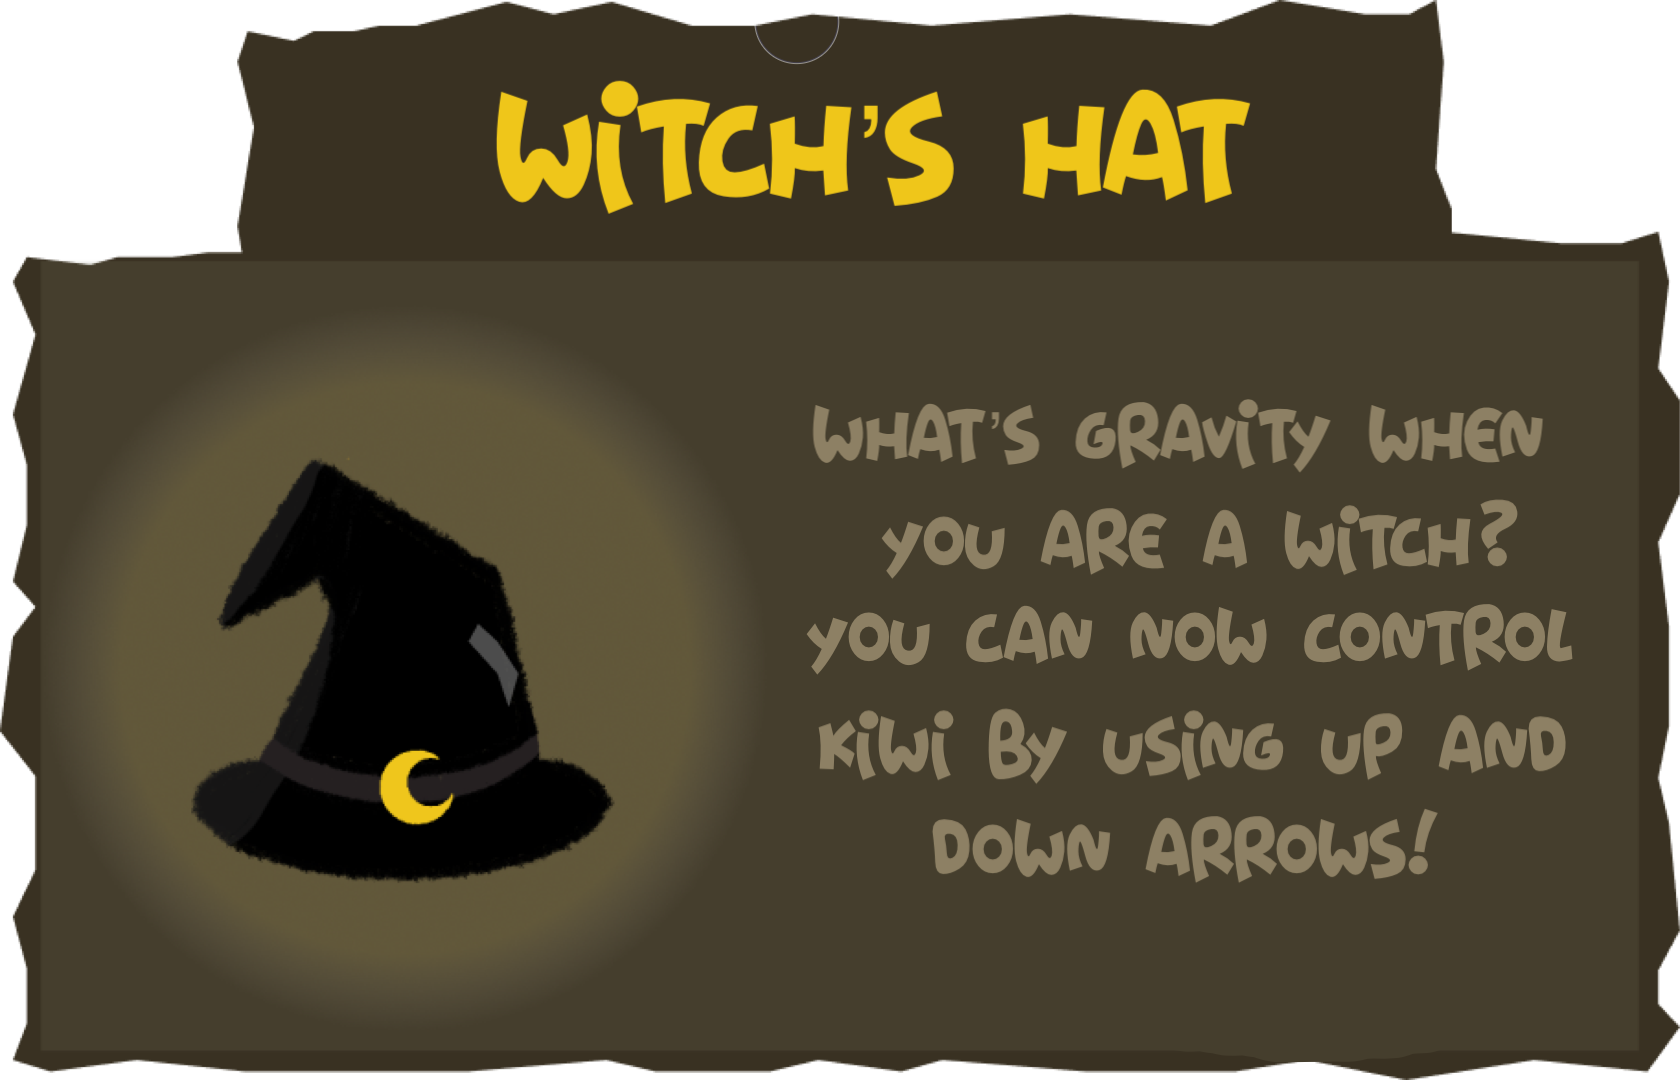 WITCH'S HAT
WHAT'S GRAVITY WHEN
YOU ARE A WITCH?
YOU CAN NOW CONTROL
KIWI BY USING UP AND
DOWN ARROWS!